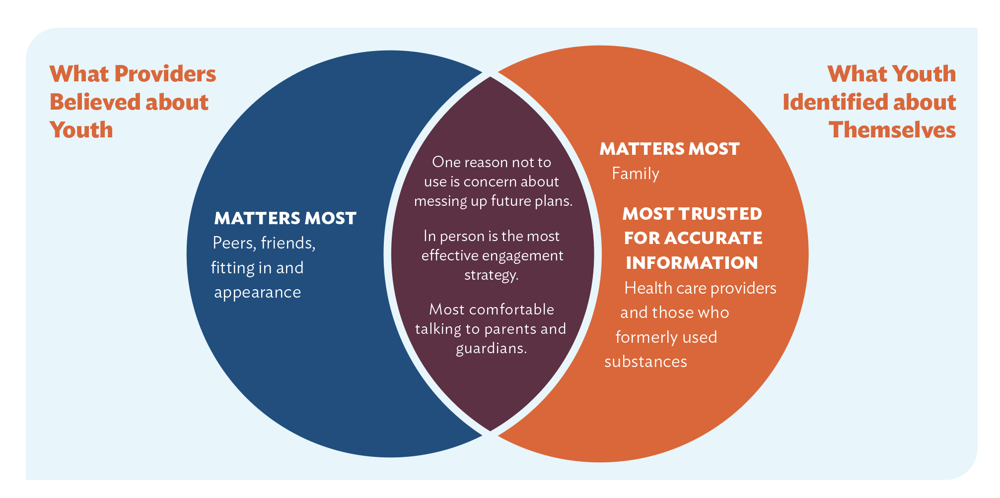 What Providers
Believed about
Youth
MATTERS MOST
Peers, friends,
fitting in and
appearance
One reason not to
use is concern about
messing up future plans.
In person is the most
effective engagement
strategy.
Most comfortable
talking to parents and
guardians.
What Youth
Identified about
Themselves
MATTERS MOST
Family
MOST TRUSTED
FOR ACCURATE
INFORMATION
Health care providers
and those who
formerly used
substances